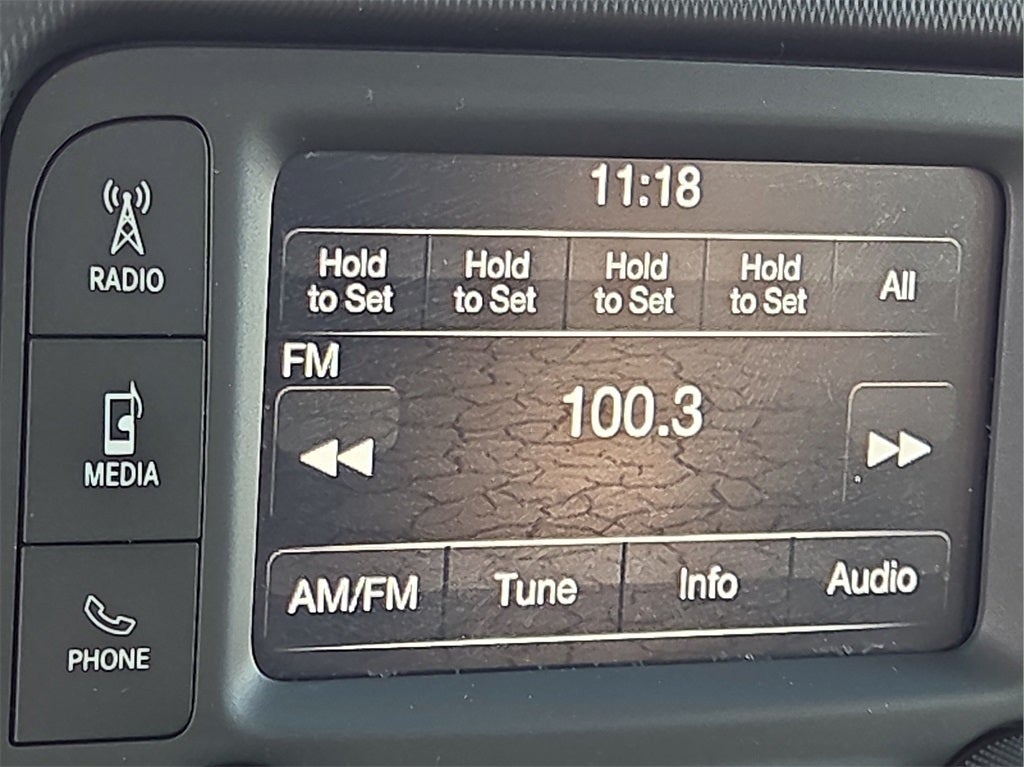 11:18
Hold to Set
Hold to Set
Hold to Set
Hold to Set
All
FM
100.3
AM/FM
Tune
Info
Audio
RADIO
MEDIA
PHONE